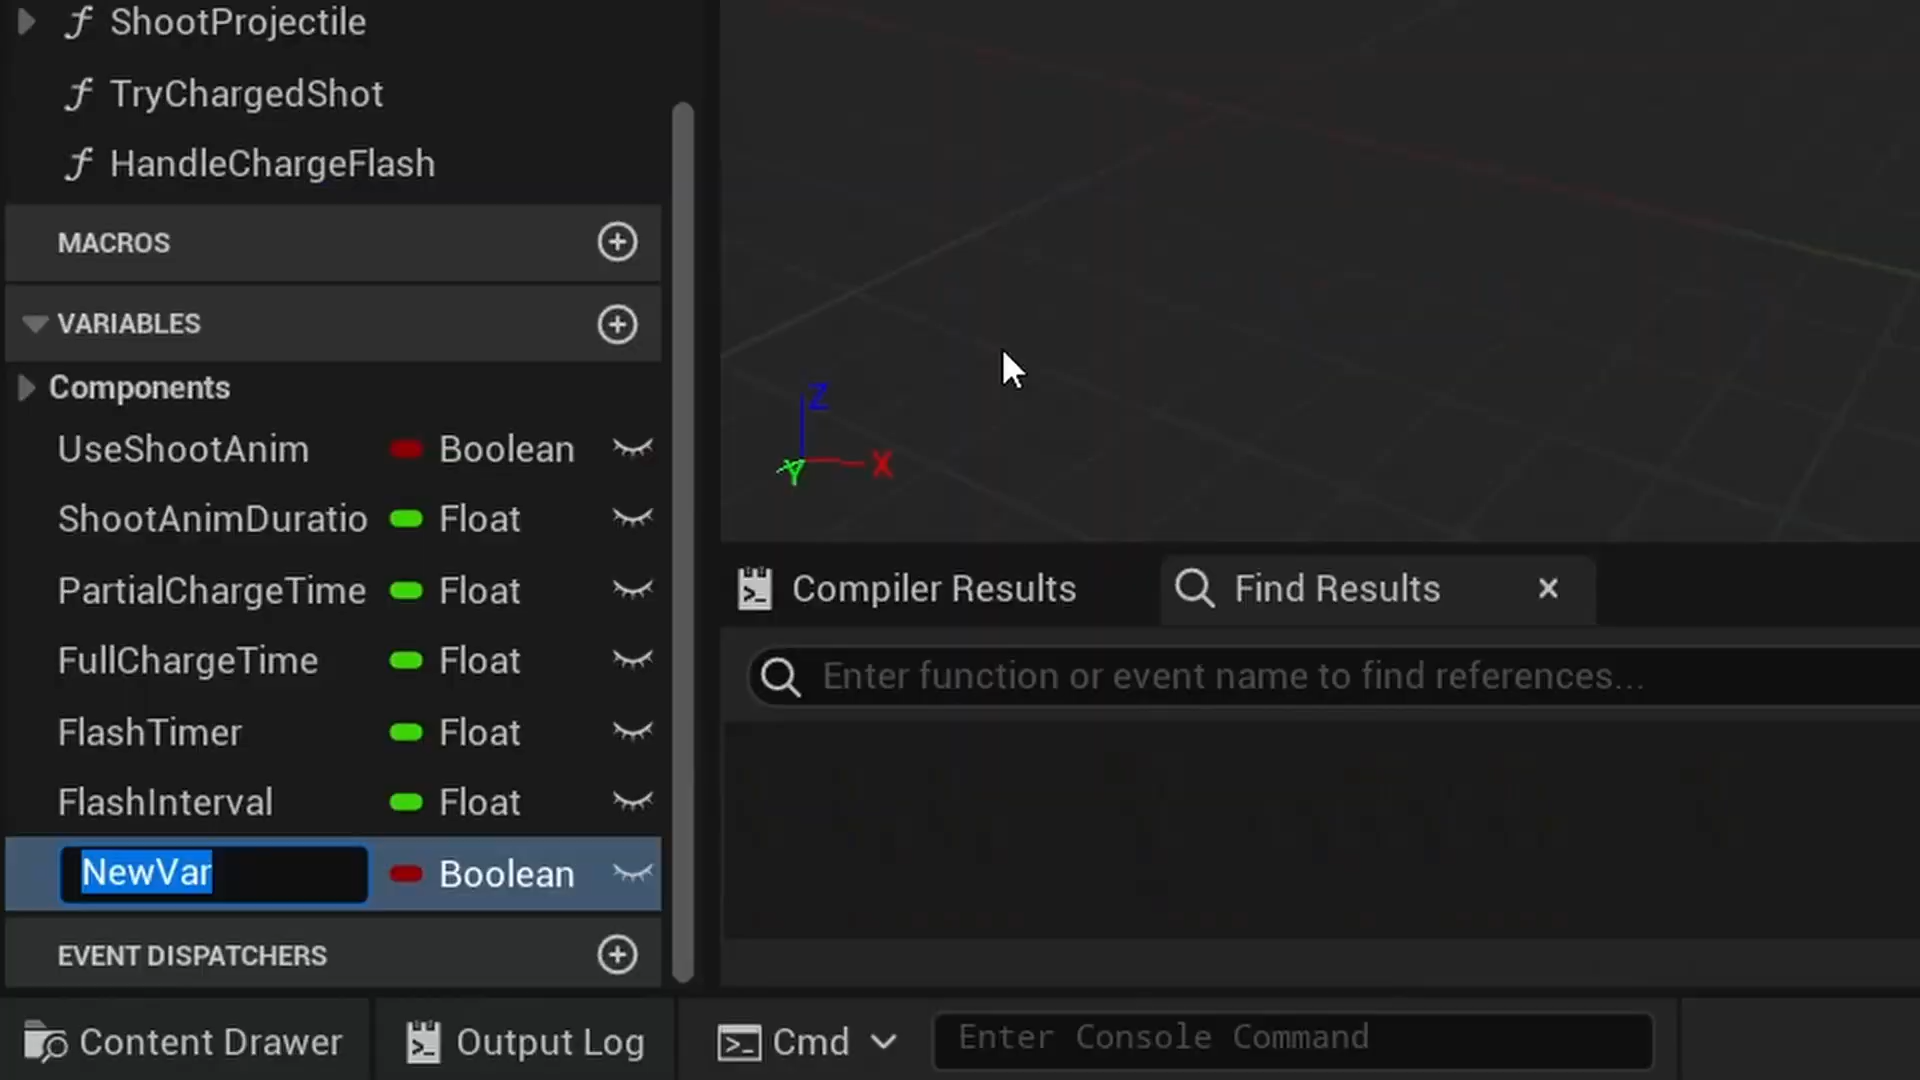 ShootProjectile
TryChargedShot
HandleChargeFlash
MACROS
VARIABLES
Components
UseShootAnim Boolean
ShootAnimDuratio Float
PartialChargeTime Float
FullChargeTime Float
FlashTimer Float
FlashInterval Float
NewVar Boolean
EVENT DISPATCHERS
Z
Y X
Compiler Results Find Results
Enter function or event name to find references...
Content Drawer Output Log Cmd Enter Console Command